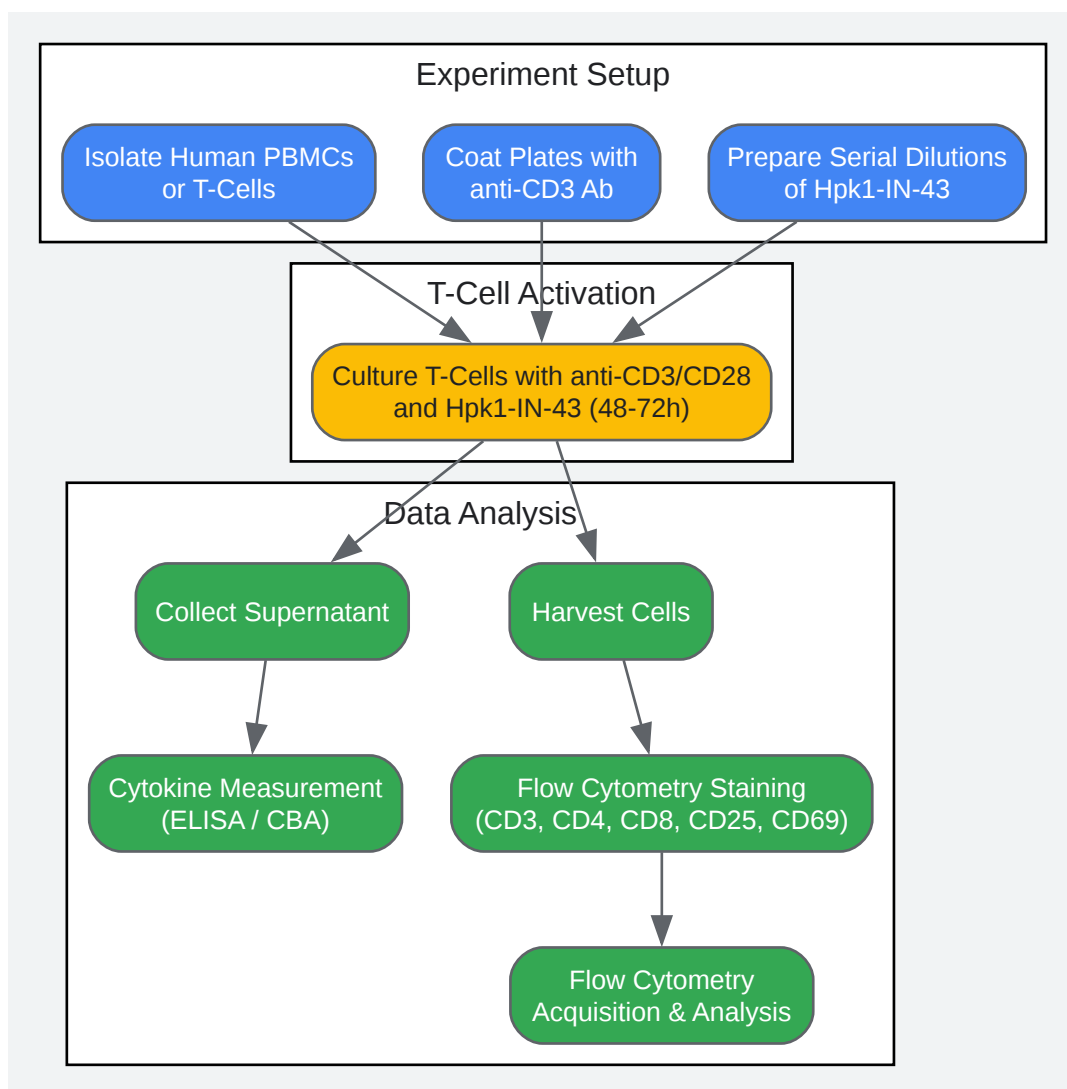 Experiment Setup
Isolate Human PBMCs
or T-Cells
Coat Plates with
anti-CD3 Ab
Prepare Serial Dilutions
of Hpk1-IN-43
T-Cell Activation
Culture T-Cells with anti-CD3/CD28
and Hpk1-IN-43 (48-72h)
Data Analysis
Collect Supernatant
Harvest Cells
Cytokine Measurement
(ELISA / CBA)
Flow Cytometry Staining
(CD3, CD4, CD8, CD25, CD69)
Flow Cytometry
Acquisition & Analysis